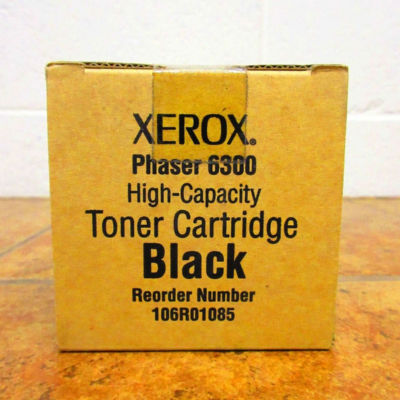 XEROX®
Phaser 6300
High-Capacity
Toner Cartridge
Black
Reorder Number
106R01085